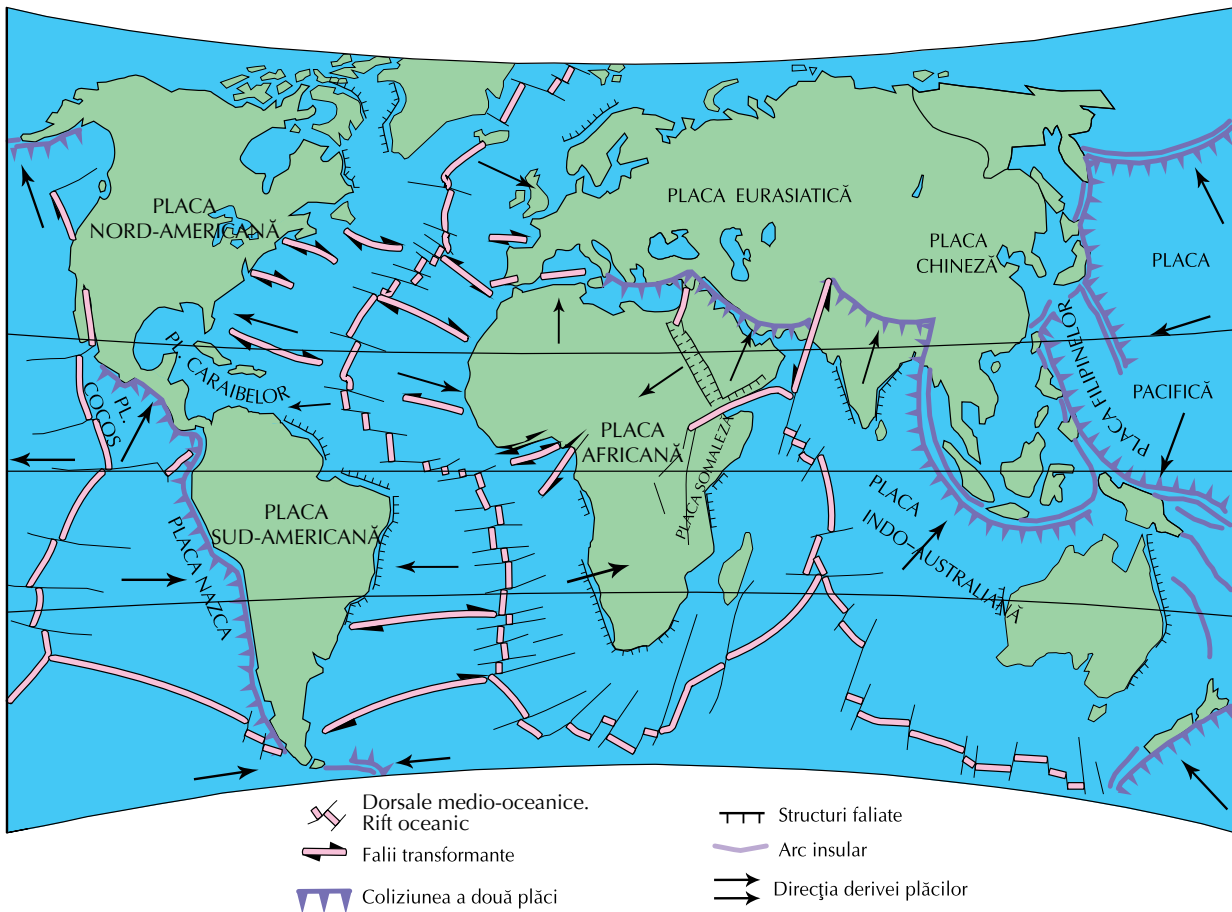 PLACA
NORD-AMERICANĂ
PLACA EURASIATICĂ
PLACA
CHINEZĂ
PLACA
PACIFICĂ
PL. CARAIBELOR
PL.
COCOS
PLACA FILIPINELOR
PLACA
AFRICANĂ
PLACA SOMALEZĂ
PLACA
SUD-AMERICANĂ
PLACA NAZCA
PLACA
INDO-AUSTRALIANĂ
Dorsale medio-oceanice.
Rift oceanic
Falii transformante
Coliziunea a două plăci
Structuri faliate
Arc insular
Direcţia derivei plăcilor